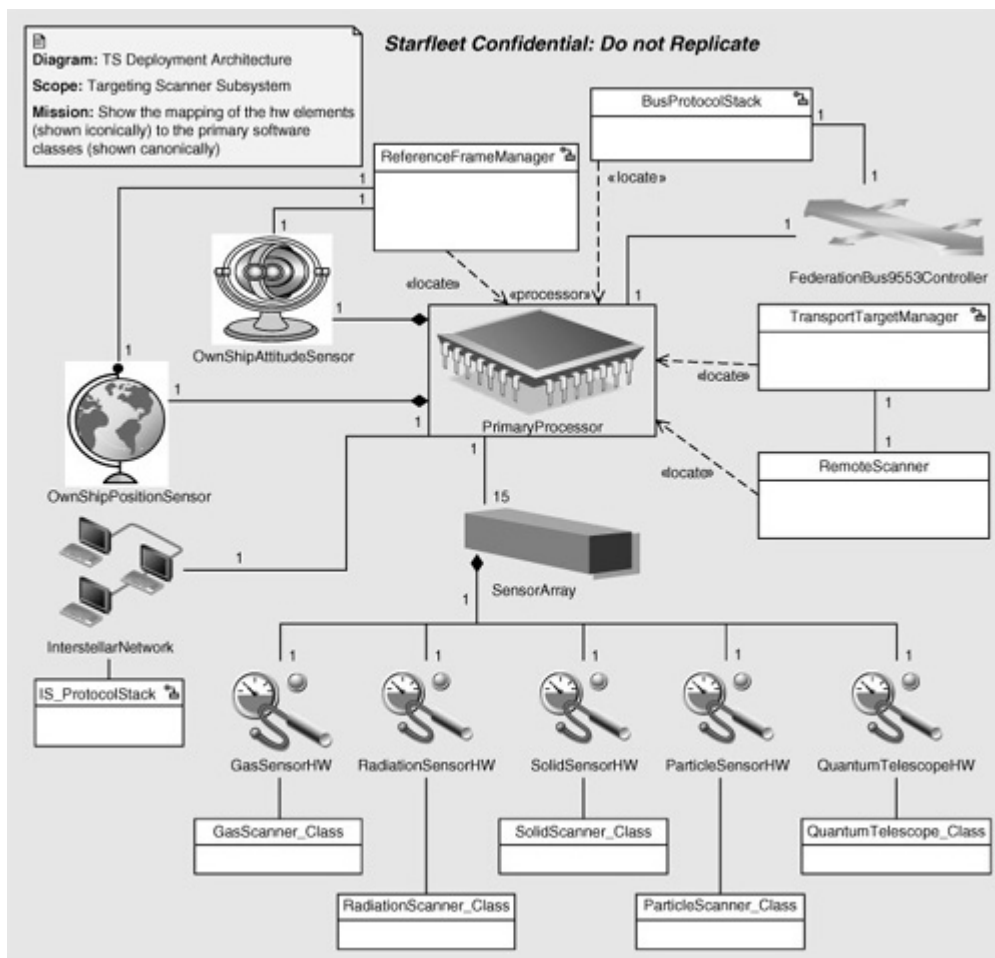 Diagram: TS Deployment Architecture
Scope: Targeting Scanner Subsystem
Mission: Show the mapping of the hw elements
(shown iconically) to the primary software
classes (shown canonically)
Starfleet Confidential: Do not Replicate
BusProtocolStack
1
ReferenceFrameManager
«locate»
1
1
1
1
1
FederationBus9553Controller
«locate»
«processor»
1
TransportTargetManager
1
OwnShipAttitudeSensor
«locate»
1
1
PrimaryProcessor
1
1
1
«locate»
RemoteScanner
OwnShipPositionSensor
15
1
SensorArray
1
InterstellarNetwork
1
1
1
1
1
IS_ProtocolStack
GasSensorHW
RadiationSensorHW
SolidSensorHW
ParticleSensorHW
QuantumTelescopeHW
GasScanner_Class
SolidScanner_Class
QuantumTelescope_Class
RadiationScanner_Class
ParticleScanner_Class